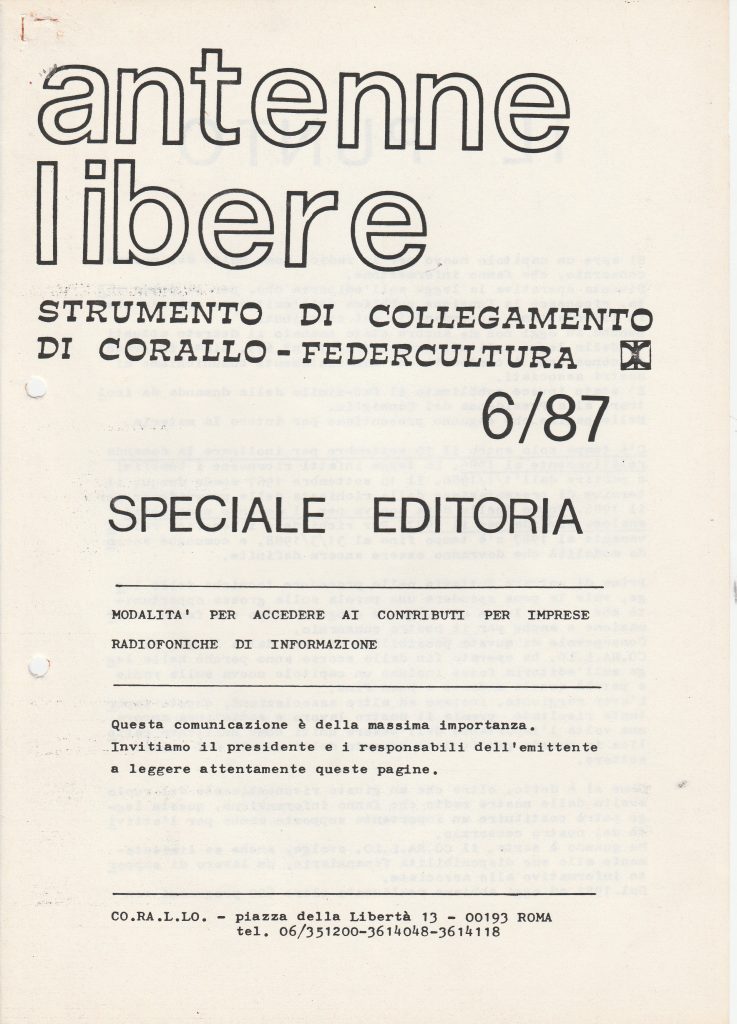 antenne
libere
STRUMENTO DI COLLEGAMENTO
DI CORALLO - FEDERCULTURA
6/87
SPECIALE EDITORIA
MODALITA' PER ACCEDERE AI CONTRIBUTI PER IMPRESE
RADIOFONICHE DI INFORMAZIONE
Questa comunicazione è della massima importanza.
Invitiamo il presidente e i responsabili dell'emittente
a leggere attentamente queste pagine.
CO.RA.L.LO. - piazza della Libertà 13 - 00193 ROMA
tel. 06/351200-3614048-3614118